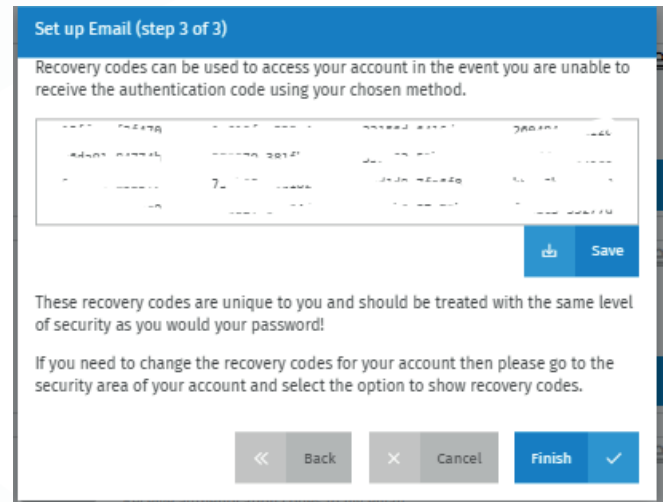 Set up Email (step 3 of 3)
Recovery codes can be used to access your account in the event you are unable to
receive the authentication code using your chosen method.
Save
These recovery codes are unique to you and should be treated with the same level
of security as you would your password!
If you need to change the recovery codes for your account then please go to the
security area of your account and select the option to show recovery codes.
Back
Cancel
Finish